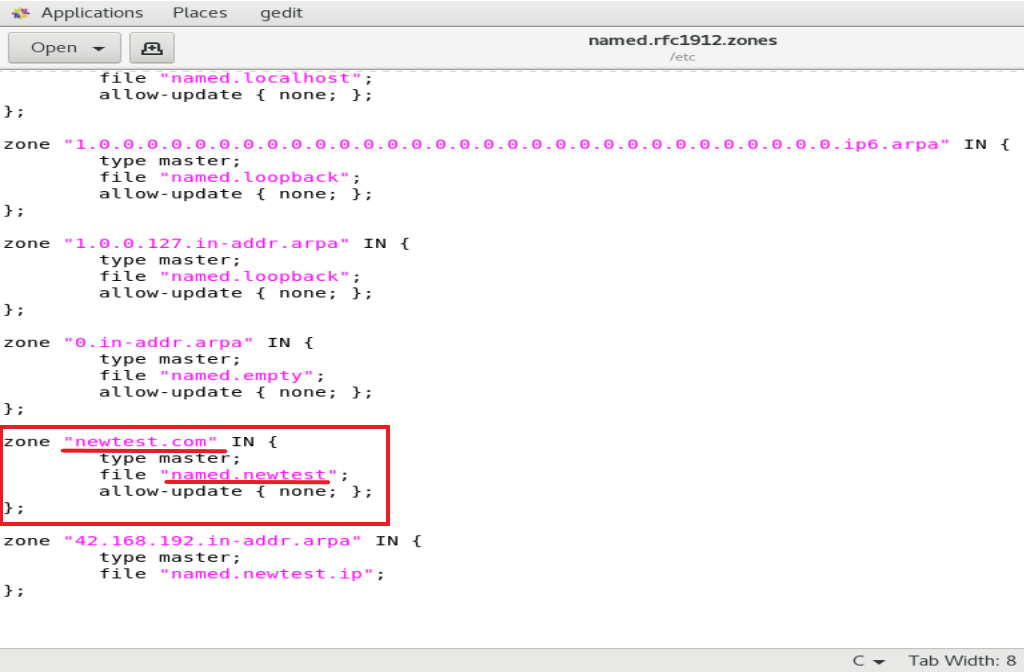 Applications Places gedit
Open
named.rfc1912.zones
/etc
file "named.localhost";
allow-update { none; };
};
zone "1.0.0.0.0.0.0.0.0.0.0.0.0.0.0.0.0.0.0.0.0.0.0.0.0.0.0.0.0.0.0.0.ip6.arpa" IN {
type master;
file "named.loopback";
allow-update { none; };
};
zone "1.0.0.127.in-addr.arpa" IN {
type master;
file "named.loopback";
allow-update { none; };
};
zone "0.in-addr.arpa" IN {
type master;
file "named.empty";
allow-update { none; };
};
zone "newtest.com" IN {
type master;
file "named.newtest";
allow-update { none; };
};
zone "42.168.192.in-addr.arpa" IN {
type master;
file "named.newtest.ip";
};
C Tab Width: 8